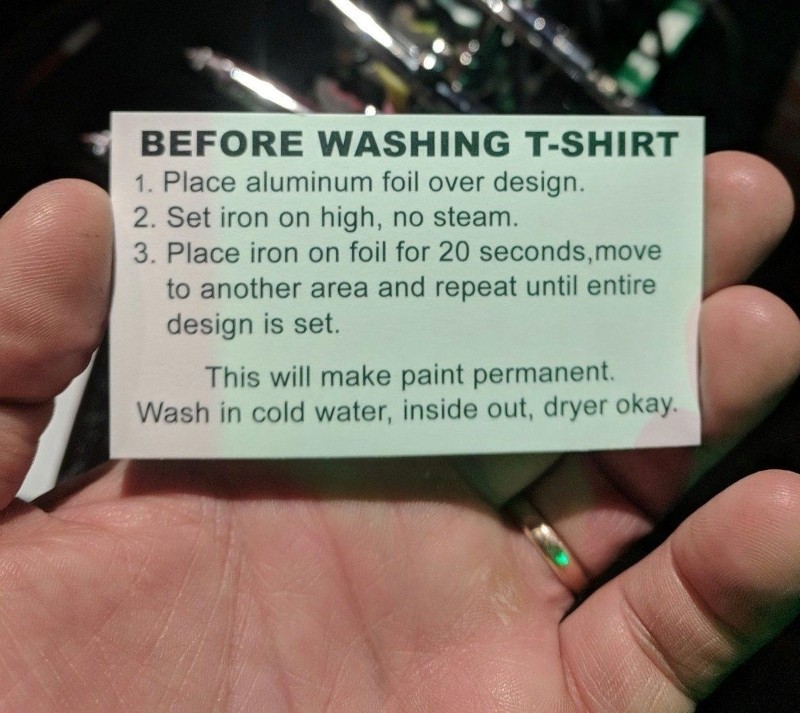 BEFORE WASHING T-SHIRT
1. Place aluminum foil over design.
2. Set iron on high, no steam.
3. Place iron on foil for 20 seconds,move
to another area and repeat until entire
design is set.
This will make paint permanent.
Wash in cold water, inside out, dryer okay.